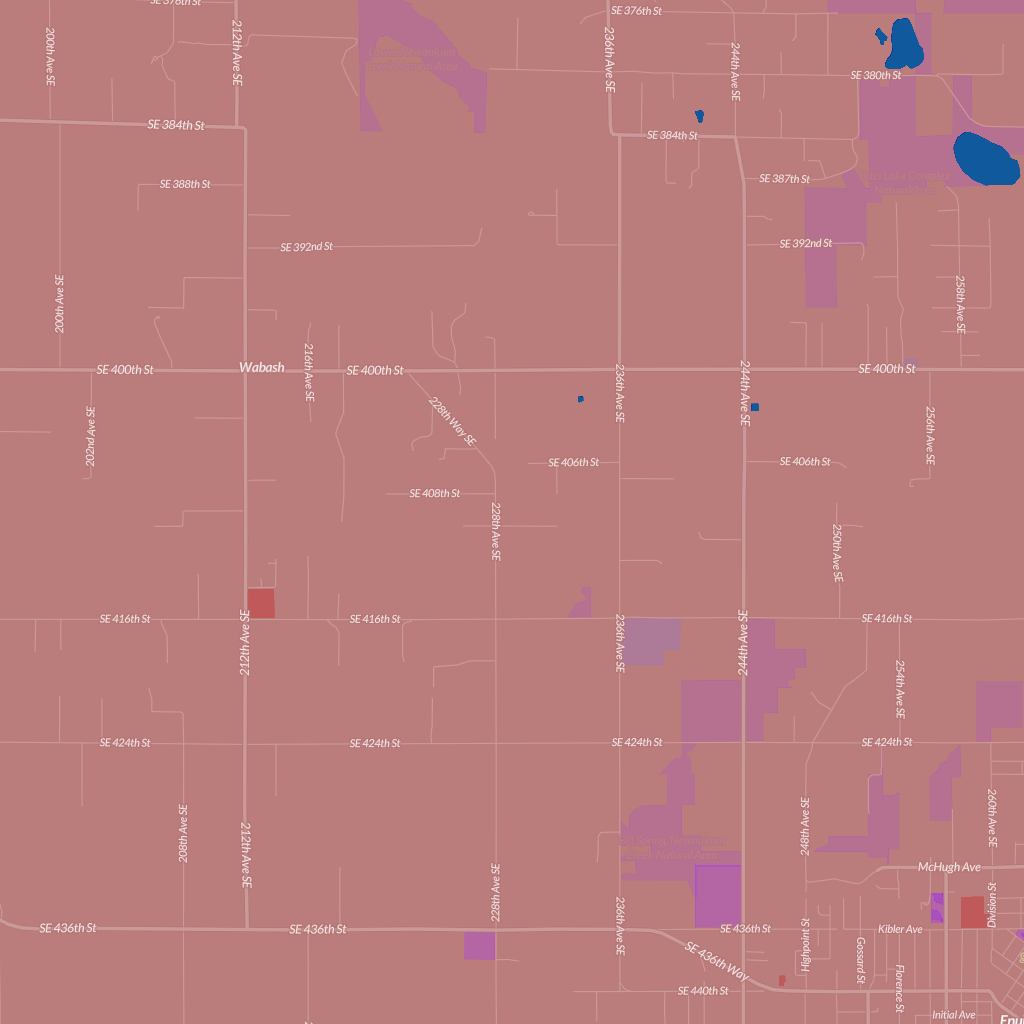 SE 376th St
SE 376th St
200th Ave SE
212th Ave SE
236th Ave SE
244th Ave SE
SE 380th St
SE 384th St
SE 384th St
SE 387th St
SE 388th St
SE 392nd St
SE 392nd St
200th Ave SE
258th Ave SE
216th Ave SE
SE 400th St
Wabash
SE 400th St
SE 400th St
236th Ave SE
244th Ave SE
202nd Ave SE
228th Way SE
256th Ave SE
SE 406th St
SE 406th St
SE 408th St
228th Ave SE
250th Ave SE
SE 416th St
SE 416th St
SE 416th St
212th Ave SE
236th Ave SE
244th Ave SE
254th Ave SE
SE 424th St
SE 424th St
SE 424th St
SE 424th St
208th Ave SE
212th Ave SE
248th Ave SE
260th Ave SE
McHugh Ave
228th Ave SE
236th Ave SE
Division St
SE 436th St
SE 436th St
SE 436th St
Kibler Ave
Highpoint St
Gossard St
Florence St
SE 436th Way
SE 440th St
Initial Ave